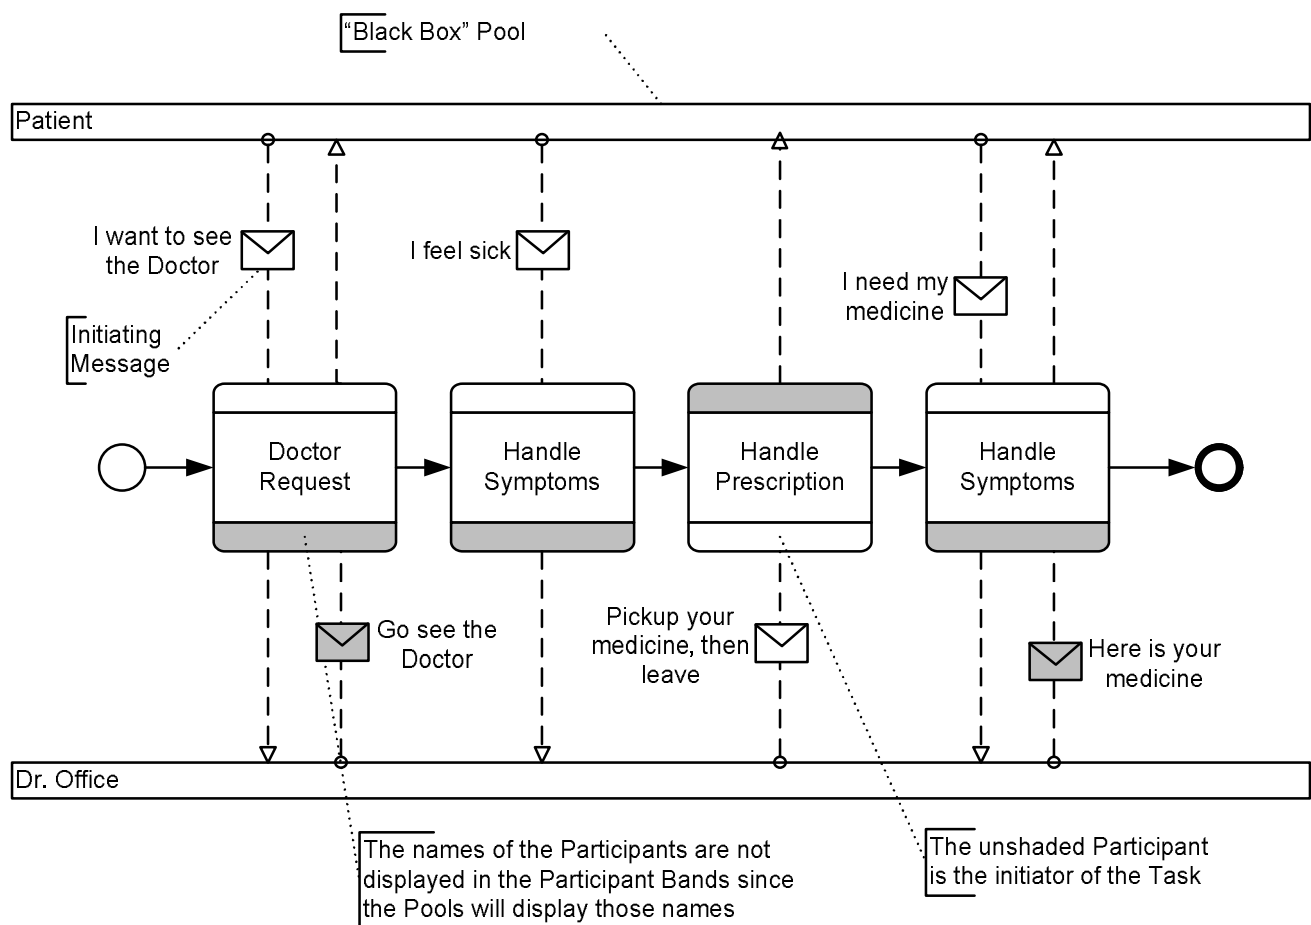 “Black Box” Pool
Patient
I want to see
the Doctor
I feel sick
I need my
medicine
Initiating
Message
Doctor
Request
Handle
Symptoms
Handle
Prescription
Handle
Symptoms
Go see the
Doctor
Pickup your
medicine, then
leave
Here is your
medicine
Dr. Office
The names of the Participants are not
displayed in the Participant Bands since
the Pools will display those names
The unshaded Participant
is the initiator of the Task